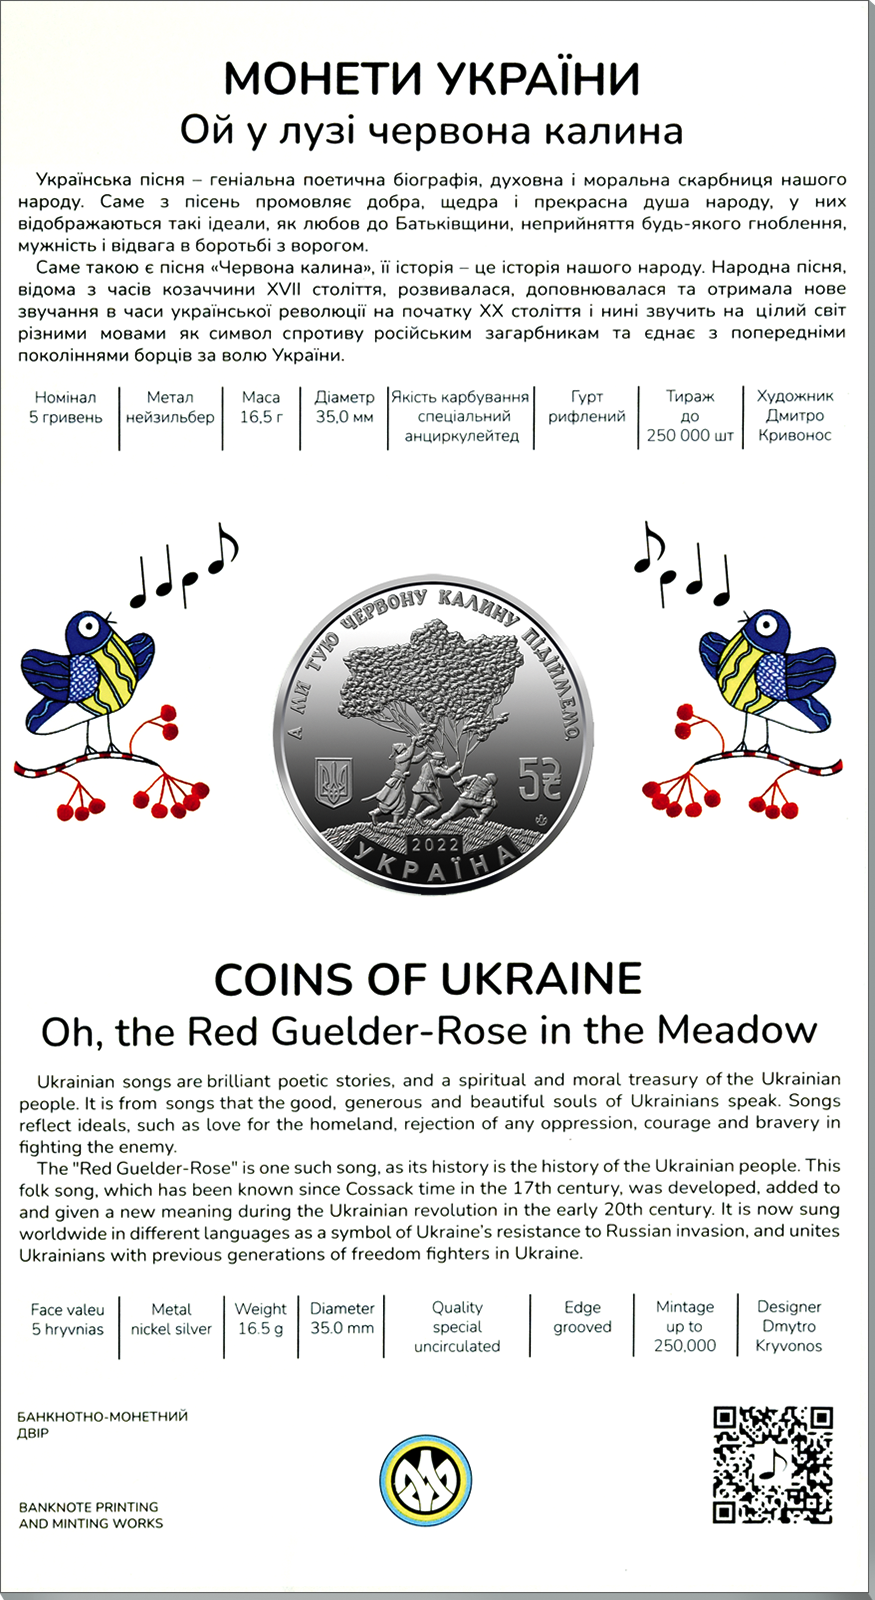 МОНЕТИ УКРАЇНИ
Ой у лузі червона калина
Українська пісня – геніальна поетична біографія, духовна і моральна скарбниця нашого
народу. Саме з пісень промовляє добра, щедра і прекрасна душа народу, у них
відображаються такі ідеали, як любов до Батьківщини, неприйняття будь-якого гноблення,
мужність і відвага в боротьбі з ворогом.
Саме такою є пісня «Червона калина», її історія – це історія нашого народу. Народна пісня,
відома з часів козаччини XVII століття, розвивалася, доповнювалася та отримала нове
звучання в часи української революції на початку XX століття і нині звучить на цілий світ
різними мовами як символ спротиву російським загарбникам та єднає з попередніми
поколіннями борців за волю України.
Номінал
5 гривень
Метал
нейзильбер
Маса
16,5 г
Діаметр
35,0 мм
Якість карбування
спеціальний
анциркулейтед
Гурт
рифлений
Тираж
до
250 000 шт
Художник
Дмитро
Кривонос
А МИ ТУЮ ЧЕРВОНУ КАЛИНУ ПІДІЙМЕМО
5₴
2022
УКРАЇНА
COINS OF UKRAINE
Oh, the Red Guelder-Rose in the Meadow
Ukrainian songs are brilliant poetic stories, and a spiritual and moral treasury of the Ukrainian
people. It is from songs that the good, generous and beautiful souls of Ukrainians speak. Songs
reflect ideals, such as love for the homeland, rejection of any oppression, courage and bravery in
fighting the enemy.
The "Red Guelder-Rose" is one such song, as its history is the history of the Ukrainian people. This
folk song, which has been known since Cossack time in the 17th century, was developed, added to
and given a new meaning during the Ukrainian revolution in the early 20th century. It is now sung
worldwide in different languages as a symbol of Ukraine's resistance to Russian invasion, and unites
Ukrainians with previous generations of freedom fighters in Ukraine.
Face valeu
5 hryvnias
Metal
nickel silver
Weight
16.5 g
Diameter
35.0 mm
Quality
special
uncirculated
Edge
grooved
Mintage
up to
250,000
Designer
Dmytro
Kryvonos
БАНКНОТНО-МОНЕТНИЙ
ДВІР
BANKNOTE PRINTING
AND MINTING WORKS